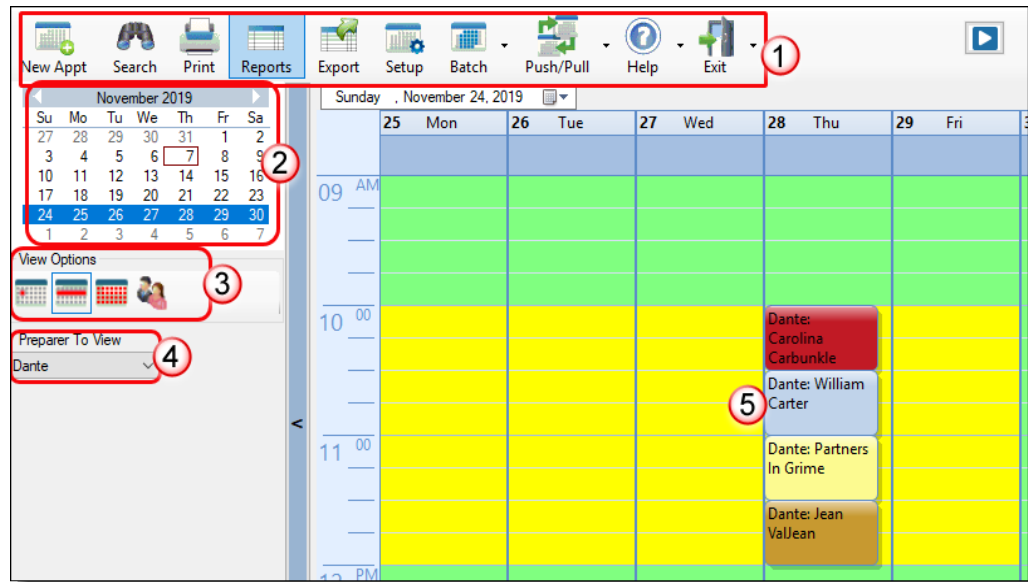 New Appt Search Print Reports Export Setup Batch Push/Pull Help Exit
1
November 2019
Su Mo Tu We Th Fr Sa
27 28 29 30 31 1 2
3 4 5 6 7 8 9
10 11 12 13 14 15 16
17 18 19 20 21 22 23
24 25 26 27 28 29 30
1 2 3 4 5 6 7
2
View Options
3
Preparer To View
Dante
4
<
Sunday , November 24, 2019
25 Mon 26 Tue 27 Wed 28 Thu 29 Fri
09 AM
10 00
11 00
12 PM
Dante:
Carolina
Carbunkle
Dante: William
Carter
5
Dante: Partners
In Grime
Dante: Jean
ValJean